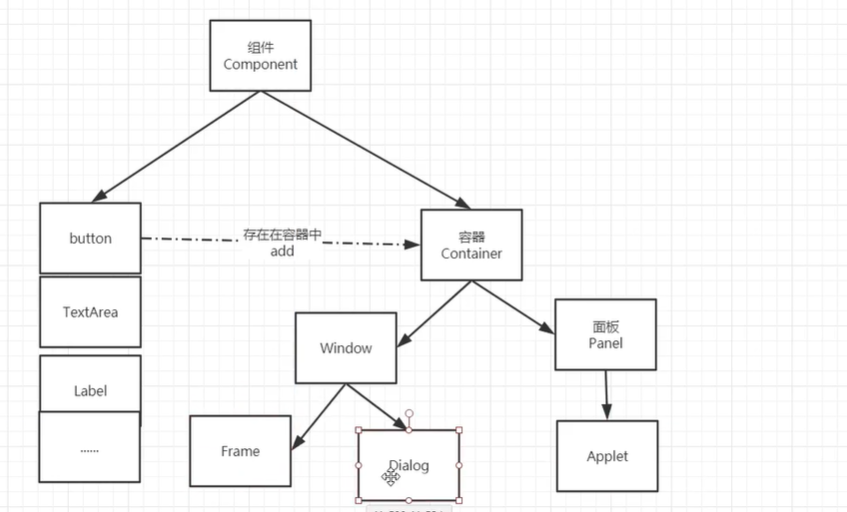 组件
Component
button
存在在容器中
add
容器
Container
TextArea
Window
面板
Panel
Label
......
Frame
Dialog
Applet